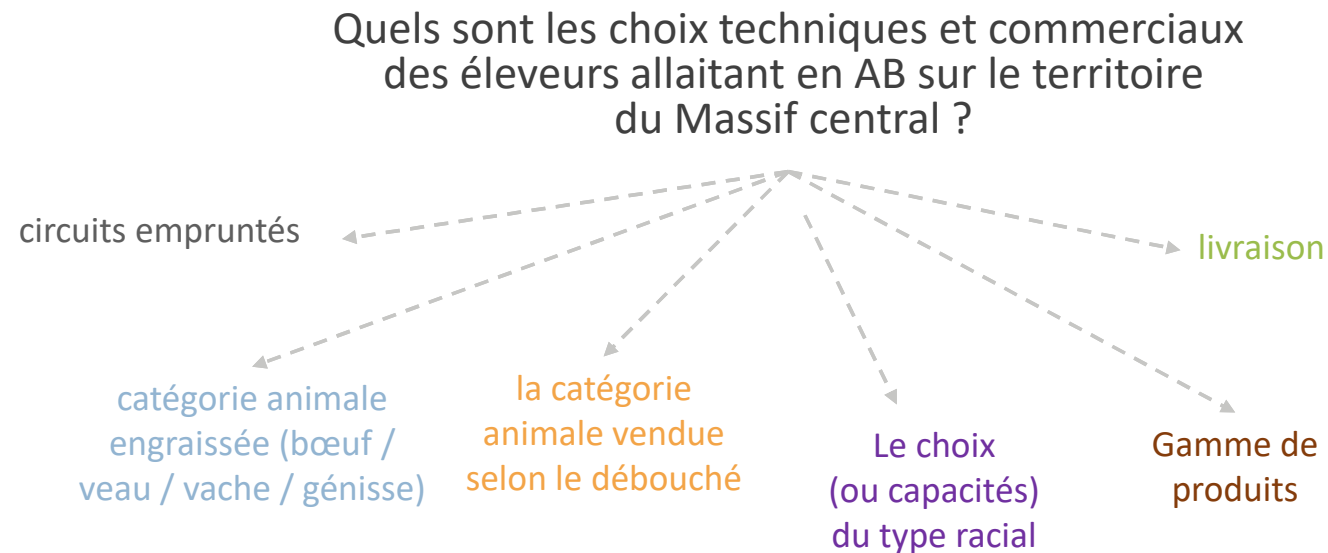 Quels sont les choix techniques et commerciaux
des éleveurs allaitant en AB sur le territoire
du Massif central ?
circuits empruntés
livraison
catégorie animale
engraissée (bœuf /
veau / vache / génisse)
la catégorie
animale vendue
selon le débouché
Le choix
(ou capacités)
du type racial
Gamme de
produits